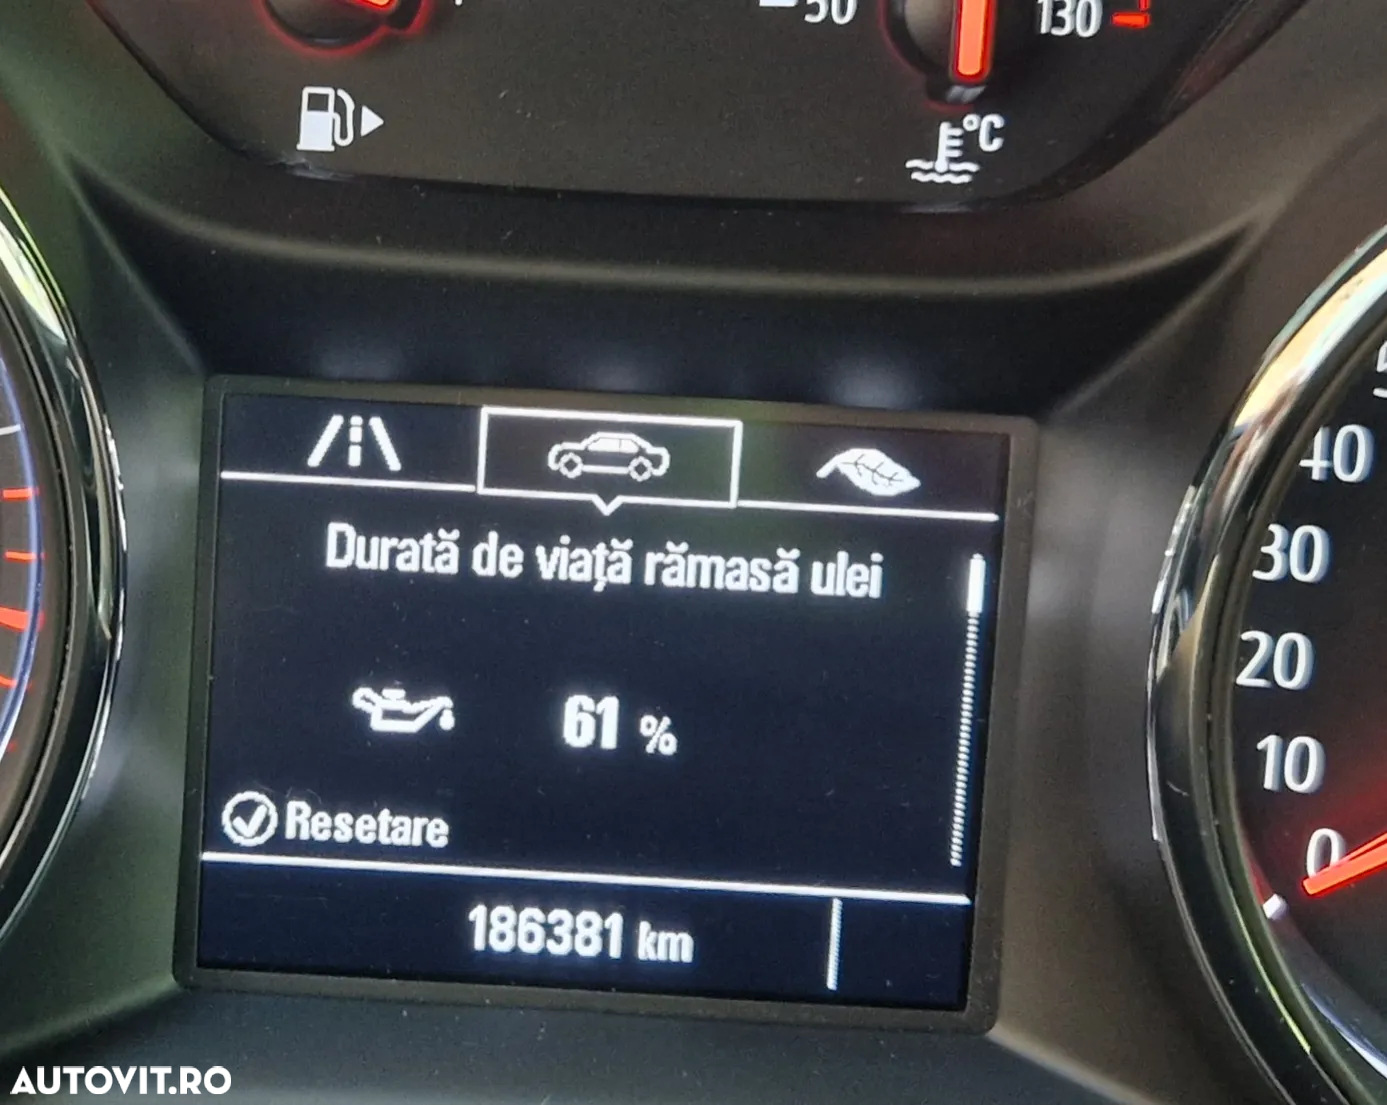 50
130
°C
Durată de viață rămasă ulei
61 %
Resetare
186381 km
40
30
20
10
0
AUTOVIT.RO